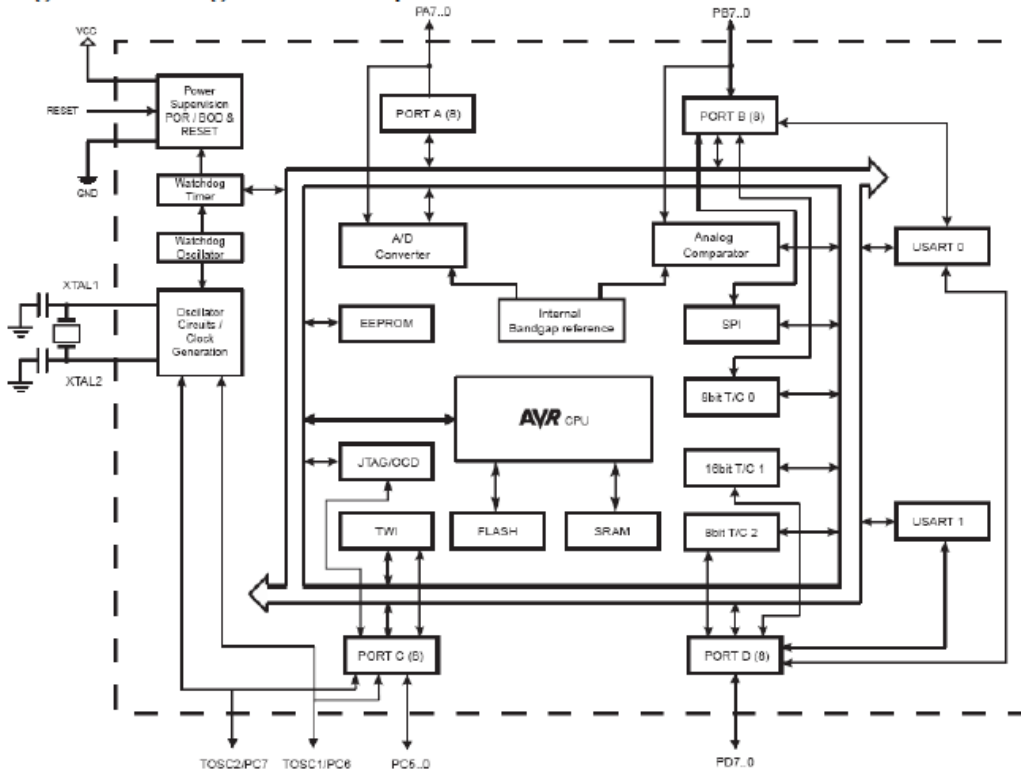 PA7..0
PB7..0
VCC
RESET
GND
Power
Supervision
POR / BOD &
RESET
PORT A (8)
PORT B (8)
Watchdog
Timer
Watchdog
Oscillator
A/D
Converter
Analog
Comparator
USART 0
XTAL1
XTAL2
Oscillator
Circuits /
Clock
Generation
EEPROM
Internal
Bandgap reference
SPI
AVR CPU
8bit T/C 0
JTAG/OCD
16bit T/C 1
TWI
FLASH
SRAM
8bit T/C 2
USART 1
PORT C (8)
PORT D (8)
TOSC2/PC7
TOSC1/PC6
PC5..0
PD7..0